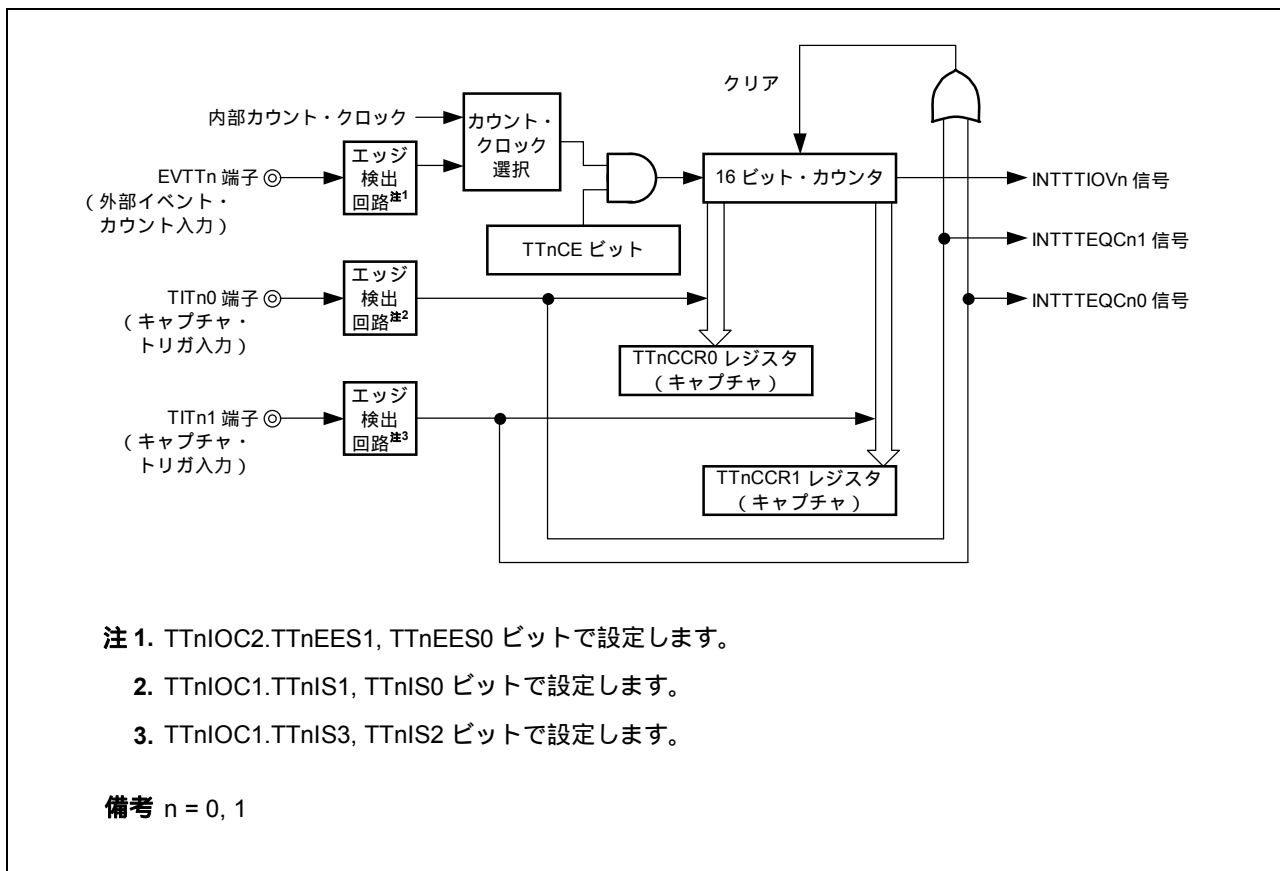 クリア
内部カウント・クロック
カウント・
クロック
選択
EVTTn 端子
(外部イベント・
カウント入力)
エッジ
検出
回路注1
16 ビット・カウンタ
INTTTIOVn 信号
TTnCE ビット
INTTTEQCn1 信号
TITn0 端子
(キャプチャ・
トリガ入力)
エッジ
検出
回路注2
INTTTEQCn0 信号
TTnCCR0 レジスタ
(キャプチャ)
TITn1 端子
(キャプチャ・
トリガ入力)
エッジ
検出
回路注3
TTnCCR1 レジスタ
(キャプチャ)
注 1. TTnIOC2.TTnEES1, TTnEES0 ビットで設定します。
2. TTnIOC1.TTnIS1, TTnIS0 ビットで設定します。
3. TTnIOC1.TTnIS3, TTnIS2 ビットで設定します。
備考 n = 0, 1